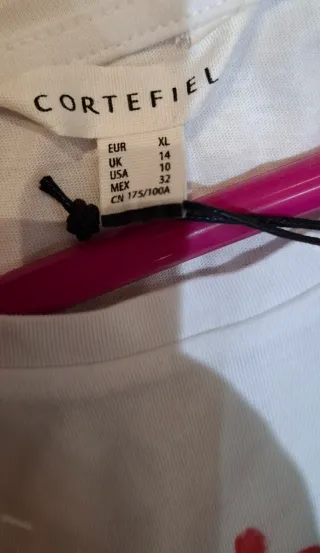 CORTEFIEL
EUR XL
UK 14
USA 10
MEX 32
CN 175/100A